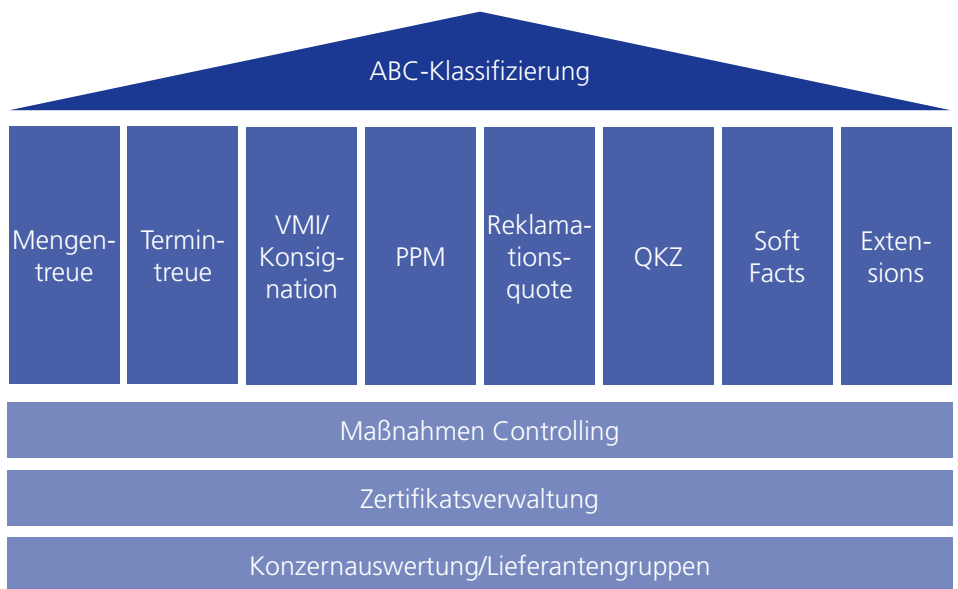 ABC-Klassifizierung
Mengen-
treue
Termin-
treue
VMI/
Konsig-
nation
PPM
Reklama-
tions-
quote
QKZ
Soft
Facts
Exten-
sions
Maßnahmen Controlling
Zertifikatsverwaltung
Konzernauswertung/Lieferantengruppen